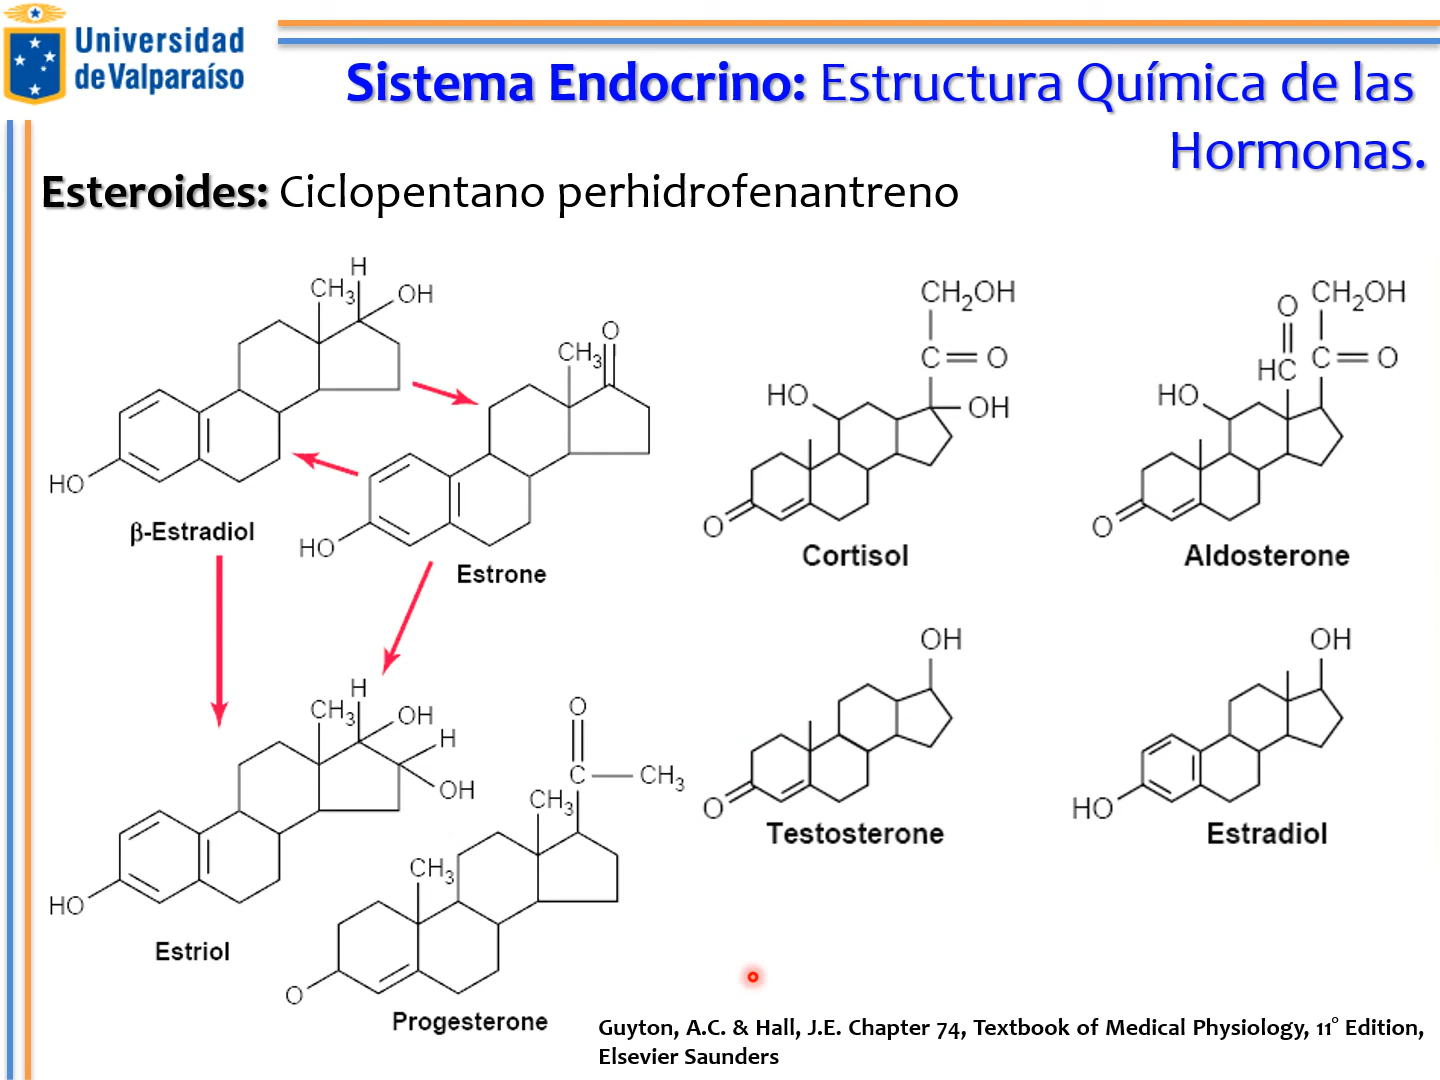 Universidad
de Valparaíso
Sistema Endocrino: Estructura Química de las
Hormonas.
Esteroides: Ciclopentano perhidrofenantreno
H
CH₃
OH
HO
β-Estradiol
O
CH₃
HO
Estrone
CH₂OH
C
O
HO
OH
O
Cortisol
CH₂OH
O
HC
C
O
HO
O
Aldosterone
H
CH₃
OH
H
OH
HO
Estriol
O
C
CH₃
CH₃
CH₃
O
Progesterone
OH
O
Testosterone
OH
HO
Estradiol
Guyton, A.C. & Hall, J.E. Chapter 74, Textbook of Medical Physiology, 11° Edition,
Elsevier Saunders